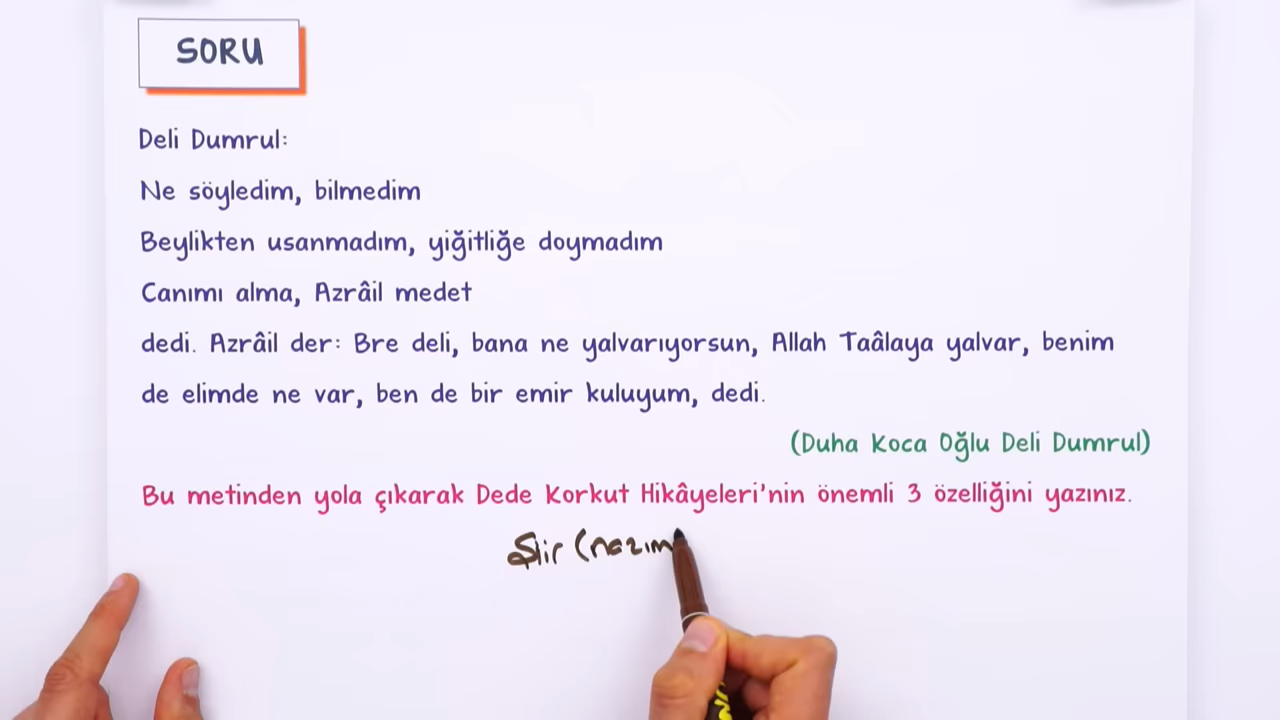 SORU
Deli Dumrul:
Ne söyledim, bilmedim
Beylikten usanmadım, yiğitliğe doymadım
Canımı alma, Azrâil medet
dedi. Azrâil der: Bre deli, bana ne yalvarıyorsun, Allah Taâlaya yalvar, benim
de elimde ne var, ben de bir emir kuluyum, dedi.
(Duha Koca Oğlu Deli Dumrul)
Bu metinden yola çıkarak Dede Korkut Hikâyeleri'nin önemli 3 özelliğini yazınız.
Şiir (nazım